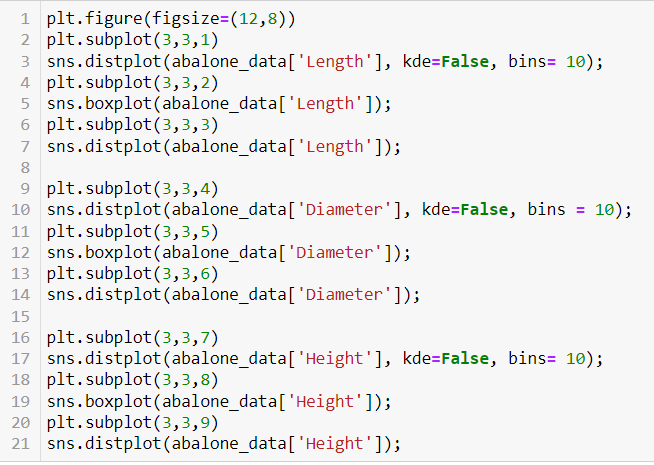 1 plt.figure(figsize=(12,8))
2 plt.subplot(3,3,1)
3 sns.distplot(abalone_data['Length'], kde=False, bins= 10);
4 plt.subplot(3,3,2)
5 sns.boxplot(abalone_data['Length']);
6 plt.subplot(3,3,3)
7 sns.distplot(abalone_data['Length']);
8
9 plt.subplot(3,3,4)
10 sns.distplot(abalone_data['Diameter'], kde=False, bins = 10);
11 plt.subplot(3,3,5)
12 sns.boxplot(abalone_data['Diameter']);
13 plt.subplot(3,3,6)
14 sns.distplot(abalone_data['Diameter']);
15
16 plt.subplot(3,3,7)
17 sns.distplot(abalone_data['Height'], kde=False, bins= 10);
18 plt.subplot(3,3,8)
19 sns.boxplot(abalone_data['Height']);
20 plt.subplot(3,3,9)
21 sns.distplot(abalone_data['Height']);